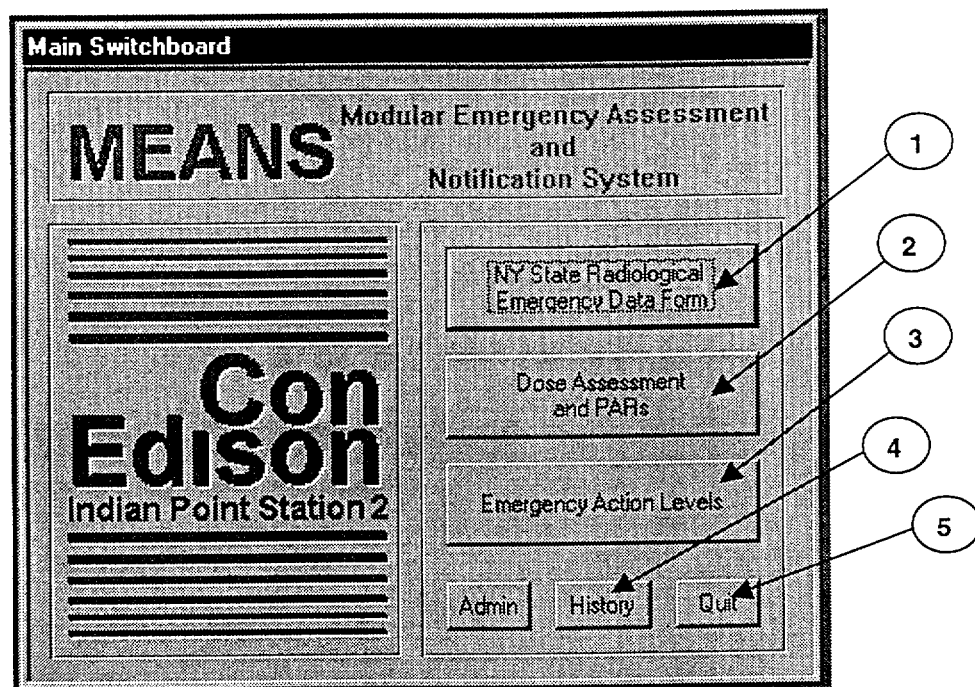 Main Switchboard
MEANS
Modular Emergency Assessment
and
Notification System
Con
Edison
Indian Point Station 2
NY State Radiological
Emergency Data Form
Dose Assessment
and PARs
Emergency Action Levels
Admin
History
Quit
1
2
3
4
5